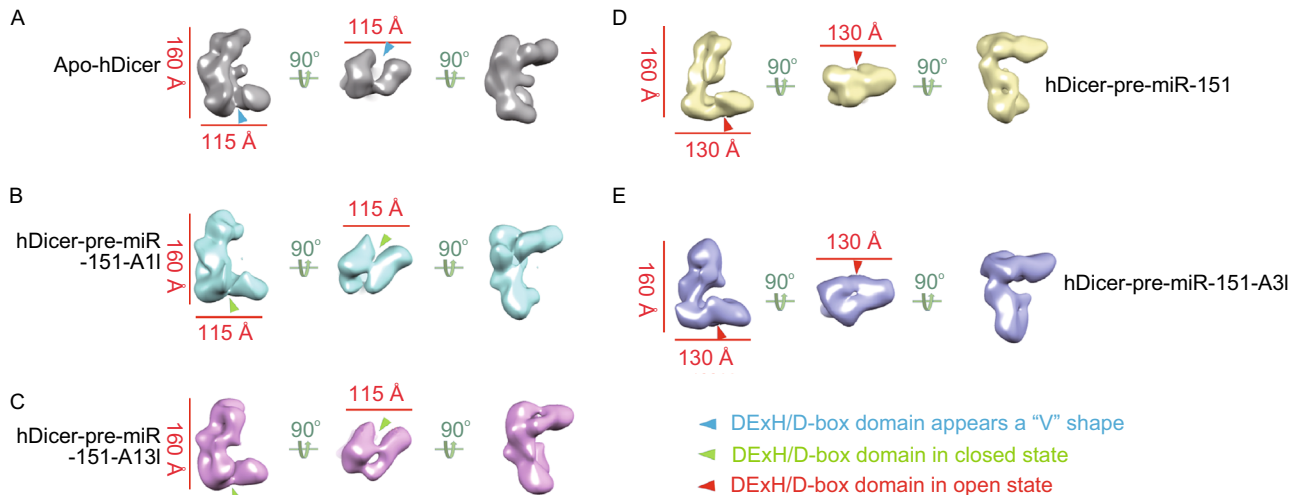 A
Apo-hDicer
160 Å
115 Å
90°
115 Å
90°
B
hDicer-pre-miR
-151-A1I
160 Å
115 Å
90°
115 Å
90°
C
hDicer-pre-miR
-151-A13I
160 Å
90°
115 Å
90°
D
160 Å
130 Å
90°
130 Å
90°
hDicer-pre-miR-151
E
160 Å
130 Å
90°
130 Å
90°
hDicer-pre-miR-151-A3I
DExH/D-box domain appears a “V” shape
DExH/D-box domain in closed state
DExH/D-box domain in open state